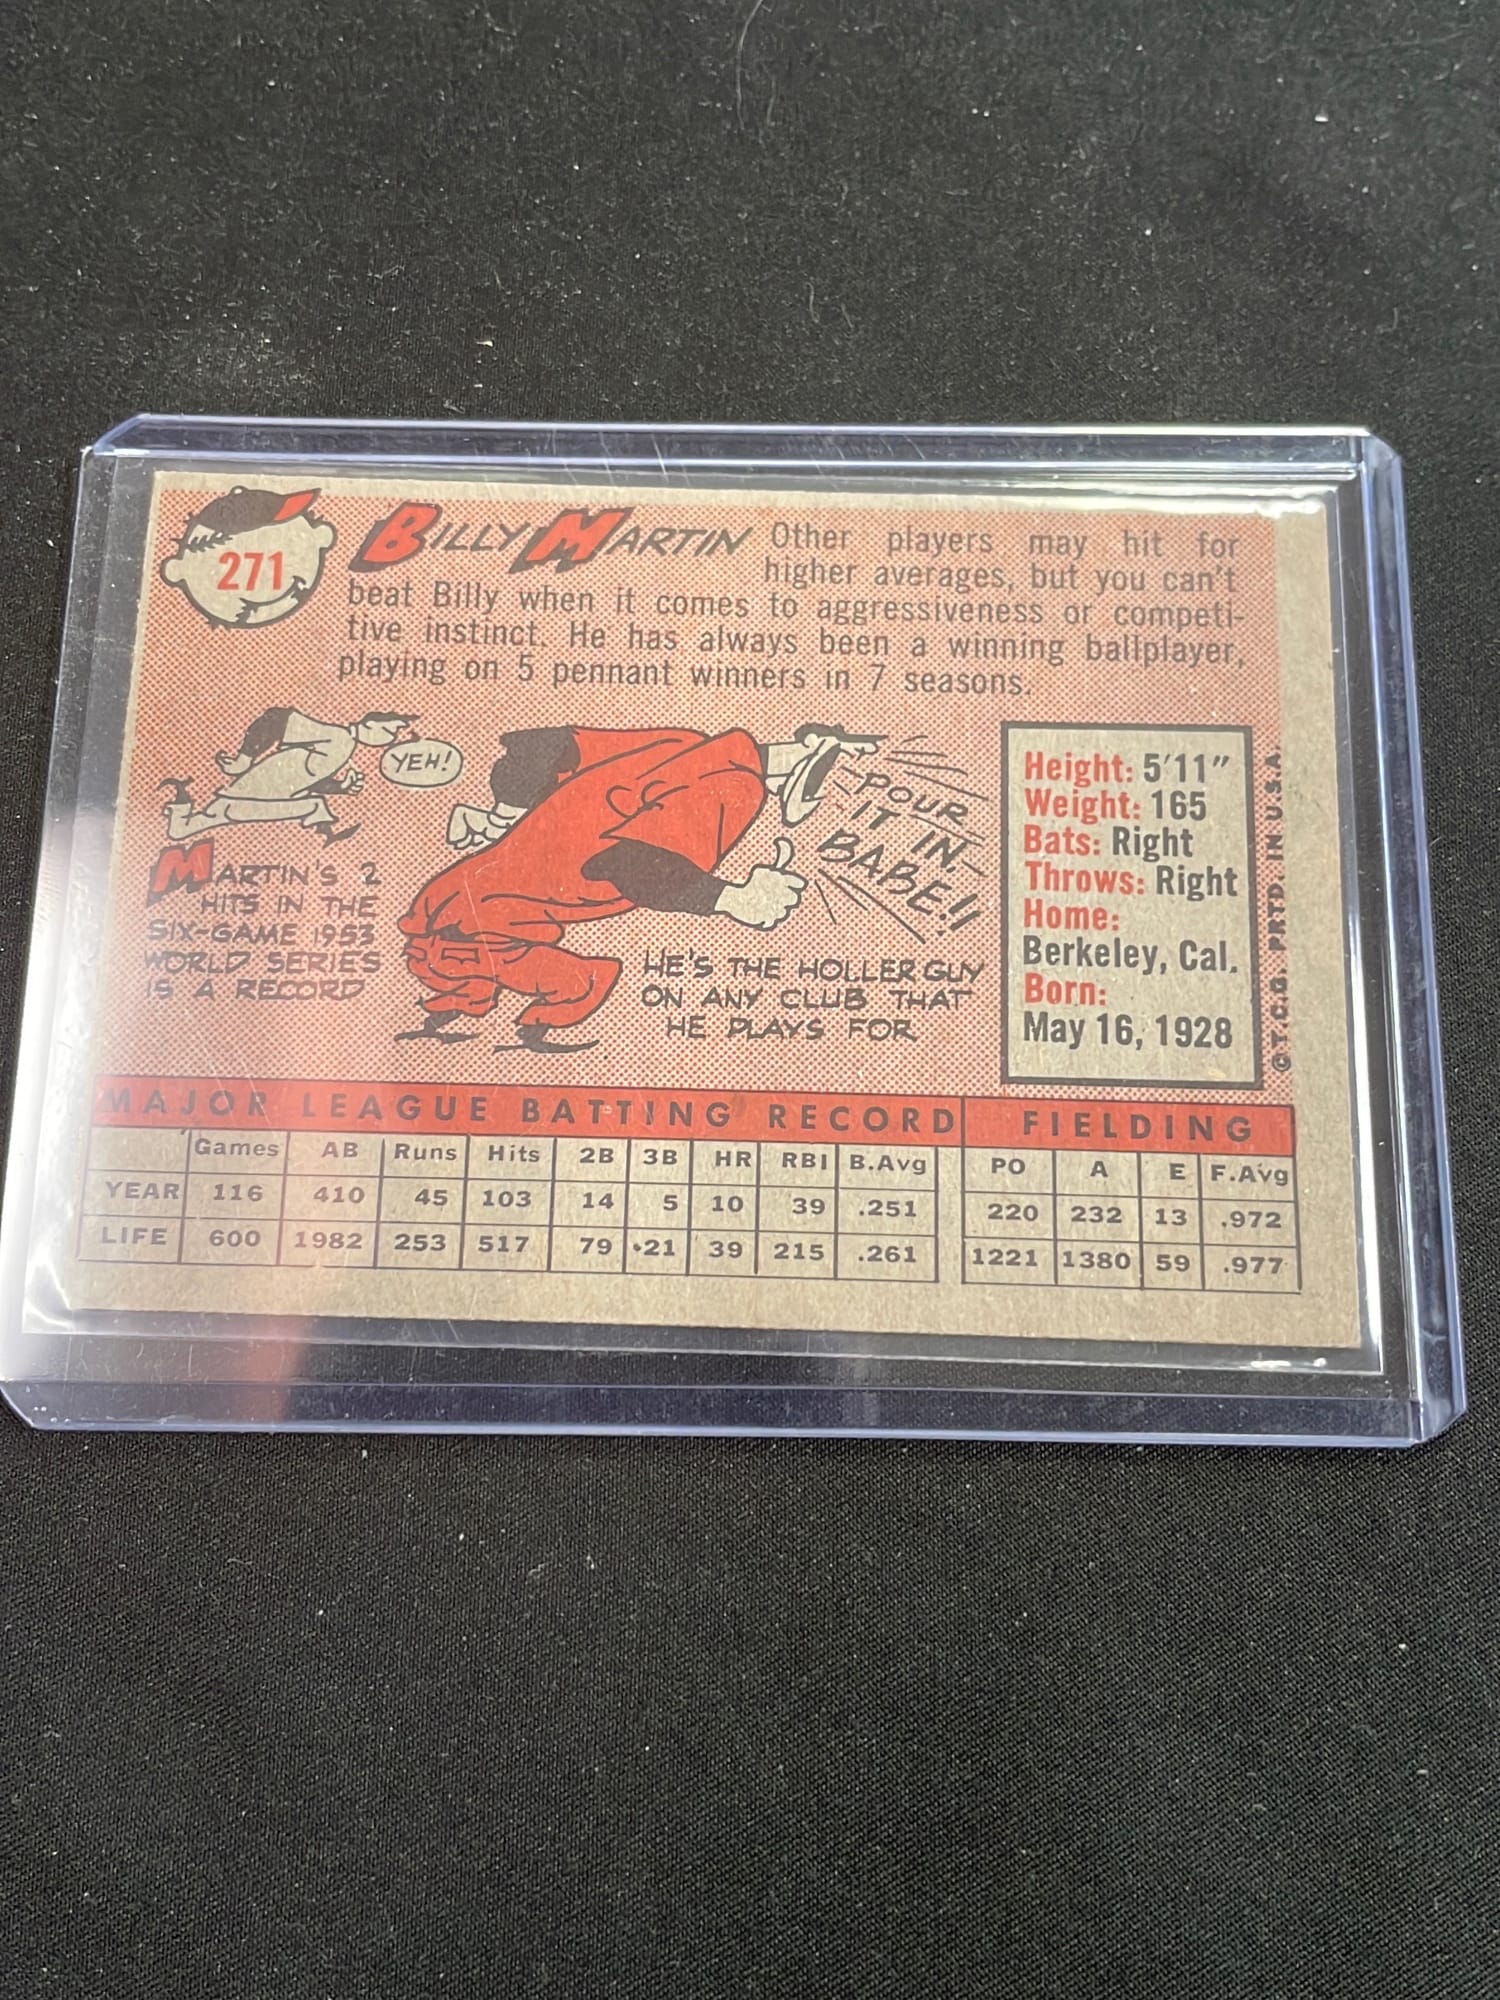 271
BILLY MARTIN Other players may hit for
higher averages, but you can't
beat Billy when it comes to aggressiveness or competi-
tive instinct. He has always been a winning ballplayer,
playing on 5 pennant winners in 7 seasons.
YEH!
MARTIN'S 2
HITS IN THE
SIX-GAME 1953
WORLD SERIES
IS A RECORD
POUR
IT IN
BABE!!
HE'S THE HOLLER GUY
ON ANY CLUB THAT
HE PLAYS FOR
Height: 5'11"
Weight: 165
Bats: Right
Throws: Right
Home:
Berkeley, Cal.
Born:
May 16, 1928
©T.C.G. PRTD. IN U.S.A.
MAJOR LEAGUE BATTING RECORD FIELDING
Games AB Runs Hits 2B 3B HR RBI B.Avg PO A E F.Avg
YEAR 116 410 45 103 14 5 10 39 .251 220 232 13 .972
LIFE 600 1982 253 517 79 21 39 215 .261 1221 1380 59 .977